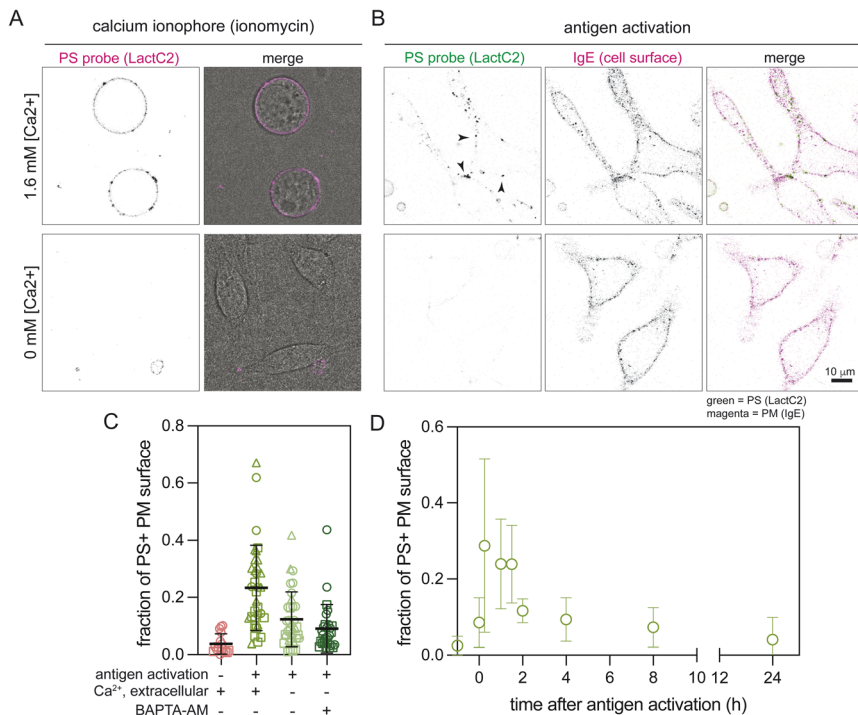 A
calcium ionophore (ionomycin)
PS probe (LactC2)
merge
1.6 mM [Ca2+]
0 mM [Ca2+]
B
antigen activation
PS probe (LactC2)
IgE (cell surface)
merge
10 µm
green = PS (LactC2)
magenta = PM (IgE)
C
fraction of PS+ PM surface
0.8
0.6
0.4
0.2
0.0
antigen activation - + + +
Ca²⁺, extracellular + + - -
BAPTA-AM - - - +
D
fraction of PS+ PM surface
0.6
0.4
0.2
0.0
0 2 4 6 8 10 12 24
time after antigen activation (h)